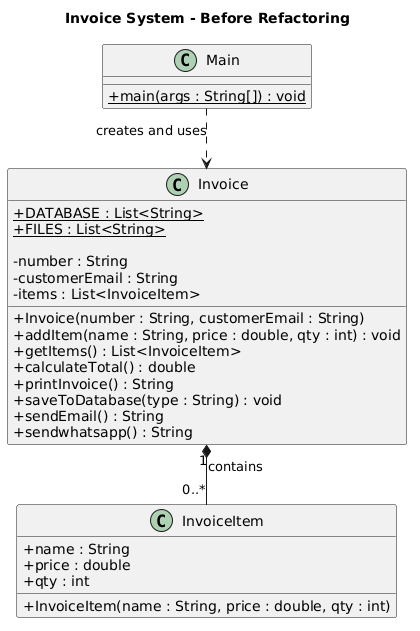 Invoice System - Before Refactoring
C Main
+main(args : String[]) : void
creates and uses
C Invoice
+DATABASE : List<String>
+FILES : List<String>
-number : String
-customerEmail : String
-items : List<InvoiceItem>
+Invoice(number : String, customerEmail : String)
+addItem(name : String, price : double, qty : int) : void
+getItems() : List<InvoiceItem>
+calculateTotal() : double
+printInvoice() : String
+saveToDatabase(type : String) : void
+sendEmail() : String
+sendwhatsapp() : String
1
contains
0..*
C InvoiceItem
+name : String
+price : double
+qty : int
+InvoiceItem(name : String, price : double, qty : int)